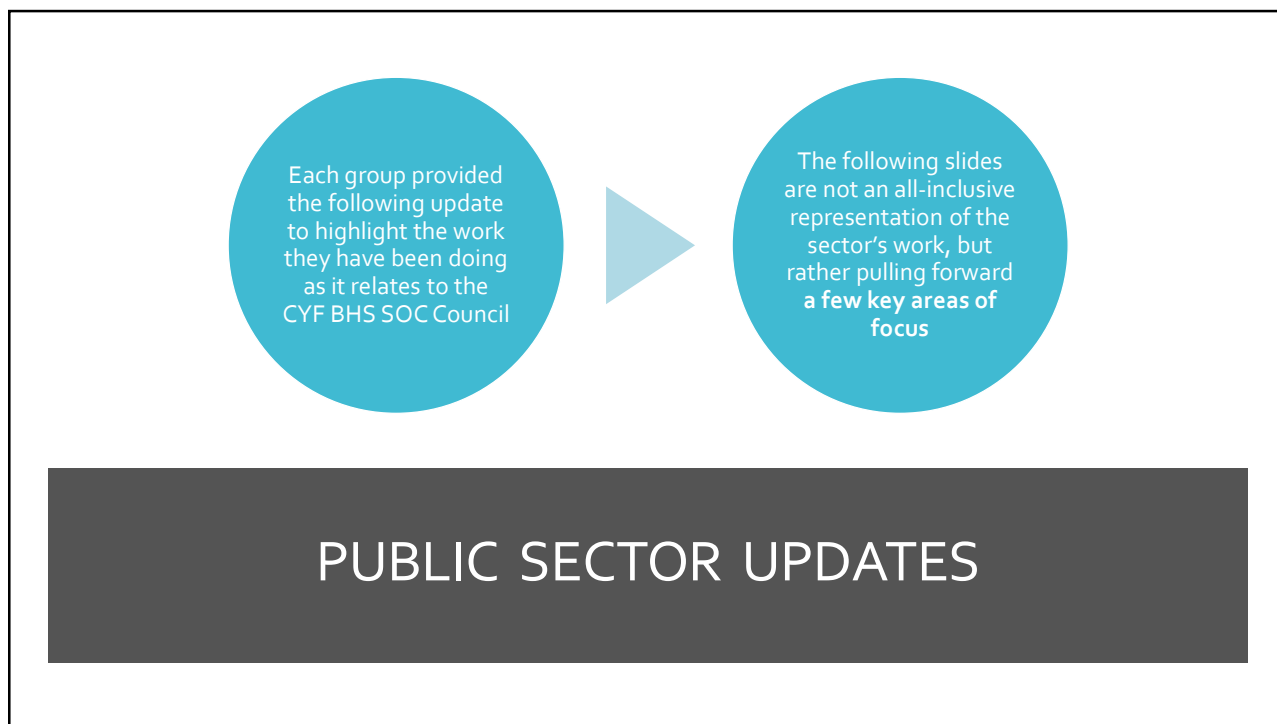 Each group provided
the following update
to highlight the work
they have been doing
as it relates to the
CYF BHS SOC Council
The following slides
are not an all-inclusive
representation of the
sector’s work, but
rather pulling forward
a few key areas of
focus
PUBLIC SECTOR UPDATES